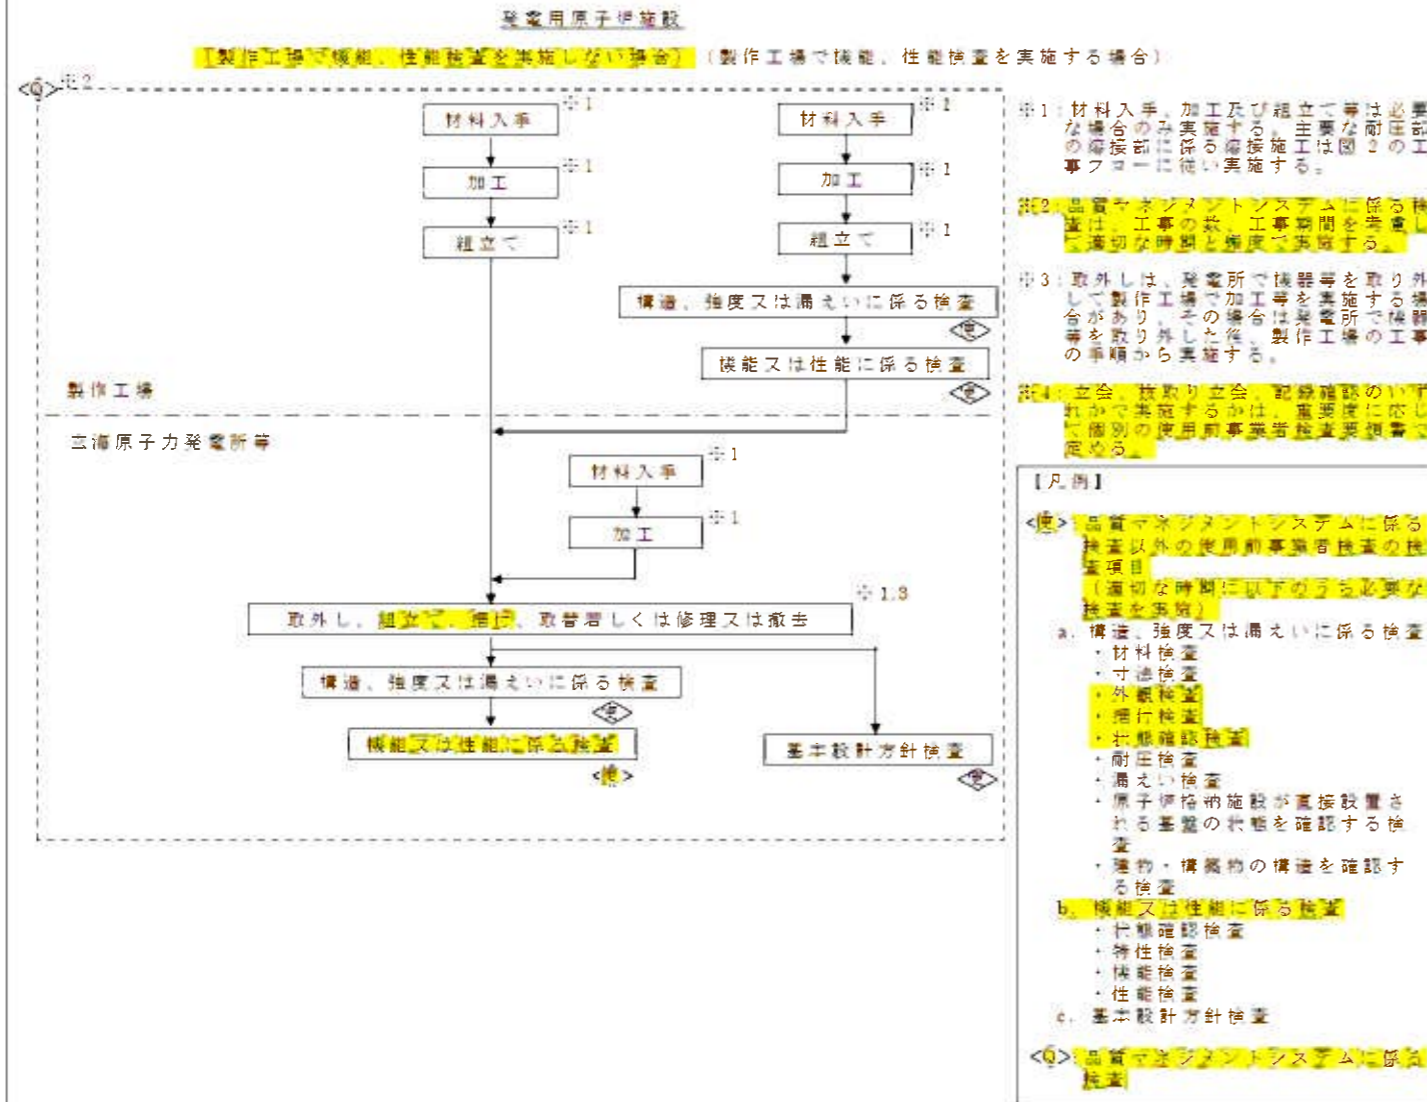 発電用原子炉施設
（製作工場で機能、性能検査を実施しない場合）（製作工場で機能、性能検査を実施する場合）
<Q>※2
材料入手 ※1
加工 ※1
組立て ※1
材料入手 ※1
加工 ※1
組立て ※1
構造、強度又は漏えいに係る検査
<使>
機能又は性能に係る検査
<使>
製作工場
玄海原子力発電所等
材料入手 ※1
加工 ※1
取外し、組立て、据付、取替若しくは修理又は撤去 ※1,3
構造、強度又は漏えいに係る検査
<使>
機能又は性能に係る検査
<使>
基本設計方針検査
<使>
※1：材料入手、加工及び組立て等は必要
な場合のみ実施する。主要な耐圧部
の溶接部に係る溶接施工は図2の工
事フローに従い実施する。
※2：品質マネジメントシステムに係る検
査は、工事の数、工事期間を考慮し
て適切な時期と頻度で実施する。
※3：取外しは、発電所で機器等を取り外
して製作工場で加工等を実施する場
合があり、その場合は発電所で機器
等を取り外した後、製作工場の工事
の手順から実施する。
※4：立会、抜取り立会、記録確認のいず
れかで実施するかは、重要度に応じ
て個別の使用前事業者検査要領書で
定める。
【凡例】
<使>：品質マネジメントシステムに係る
検査以外の使用前事業者検査の検
査項目
（適切な時期に以下のうち必要な
検査を実施）
a. 構造、強度又は漏えいに係る検査
・材料検査
・寸法検査
・外観検査
・据付検査
・状態確認検査
・耐圧検査
・漏えい検査
・原子炉格納施設が直接設置さ
れる基盤の状態を確認する検
査
・建物・構築物の構造を確認す
る検査
b. 機能又は性能に係る検査
・状態確認検査
・特性検査
・機能検査
・性能検査
c. 基本設計方針検査
<Q>：品質マネジメントシステムに係る
検査